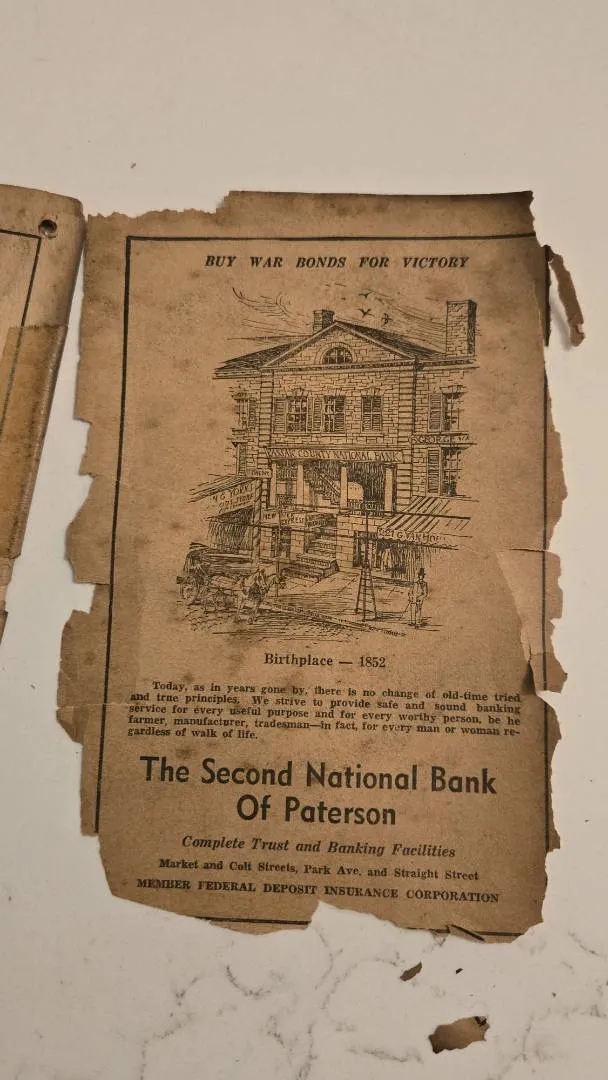 BUY WAR BONDS FOR VICTORY
COUNTY NATIONAL BANK
Birthplace — 1852
Today, as in years gone by, there is no change of old-time tried
and true principles. We strive to provide safe and sound banking
service for every useful purpose and for every worthy person, be he
farmer, manufacturer, tradesman—in fact, for every man or woman re-
gardless of walk of life.
The Second National Bank
Of Paterson
Complete Trust and Banking Facilities
Market and Colt Streets, Park Ave, and Straight Street
MEMBER FEDERAL DEPOSIT INSURANCE CORPORATION